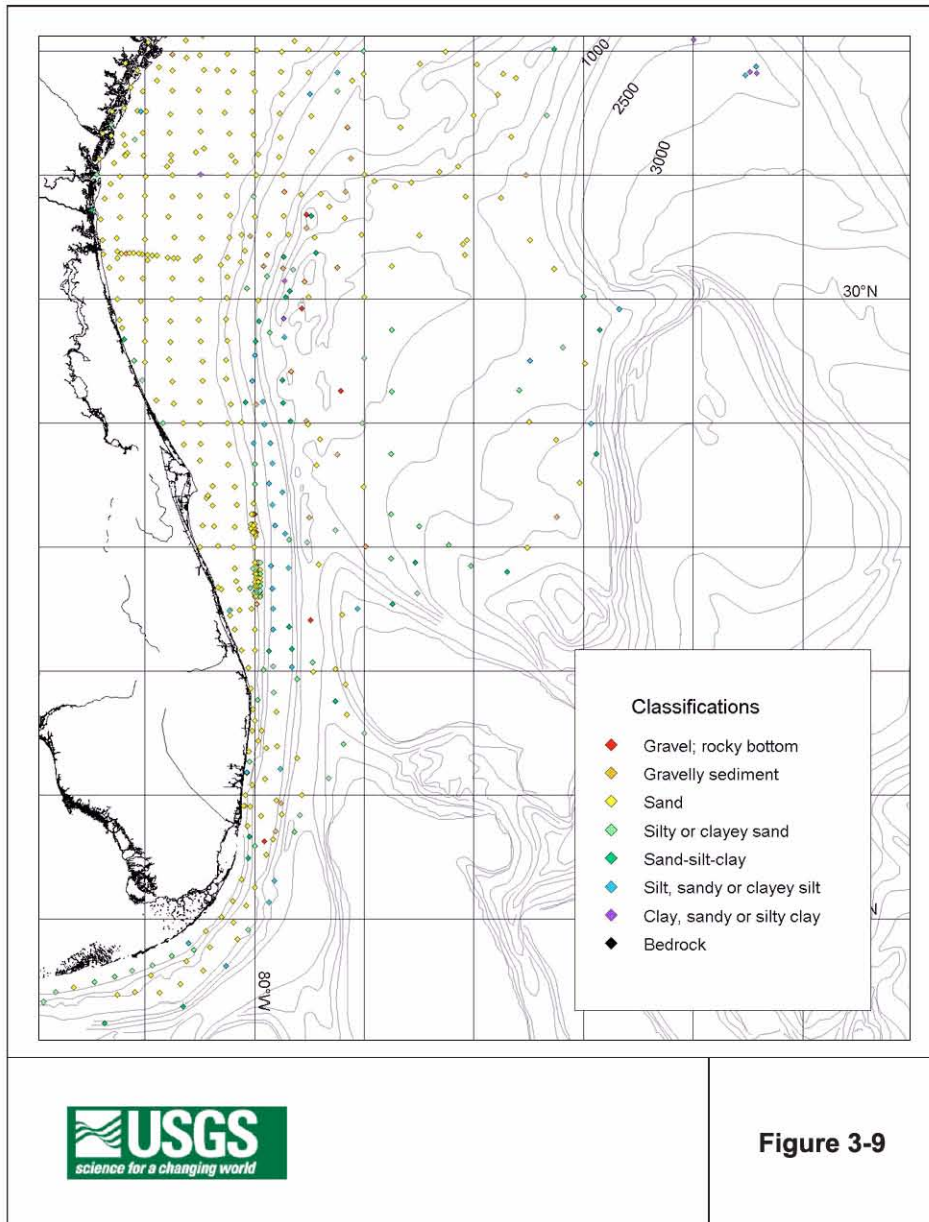 1000
2500
3000
30°N
Classifications
Gravel; rocky bottom
Gravelly sediment
Sand
Silty or clayey sand
Sand-silt-clay
Silt, sandy or clayey silt
Clay, sandy or silty clay
Bedrock
N
80°W
USGS
science for a changing world
Figure 3-9